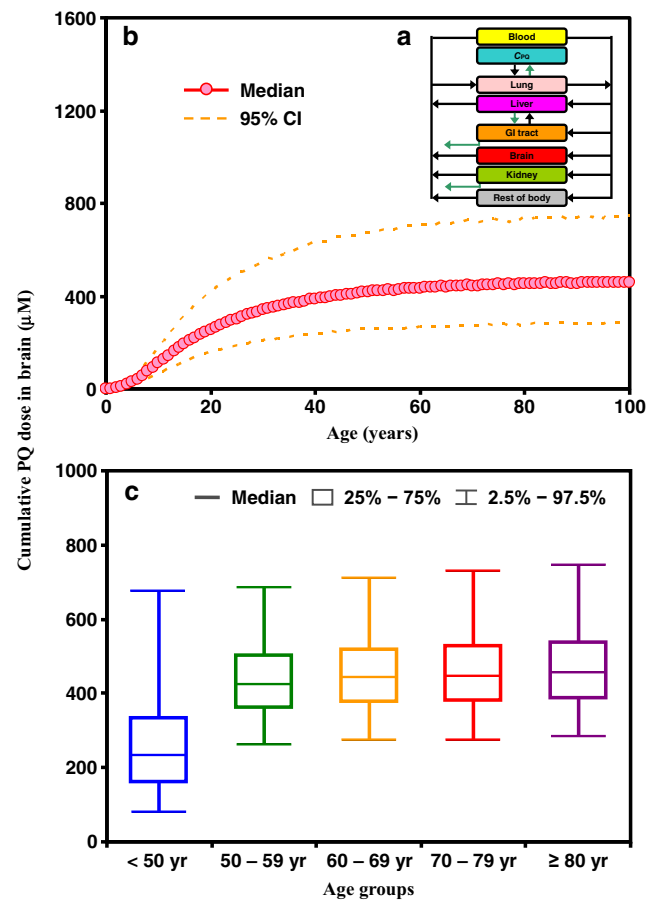 Cumulative PQ dose in brain (µM)
b
a
Median
95% CI
Blood
CPQ
Lung
Liver
GI tract
Brain
Kidney
Rest of body
1600
1200
800
400
0
0 20 40 60 80 100
Age (years)
c
Median 25% – 75% 2.5% – 97.5%
1000
800
600
400
200
0
< 50 yr 50 – 59 yr 60 – 69 yr 70 – 79 yr ≥ 80 yr
Age groups